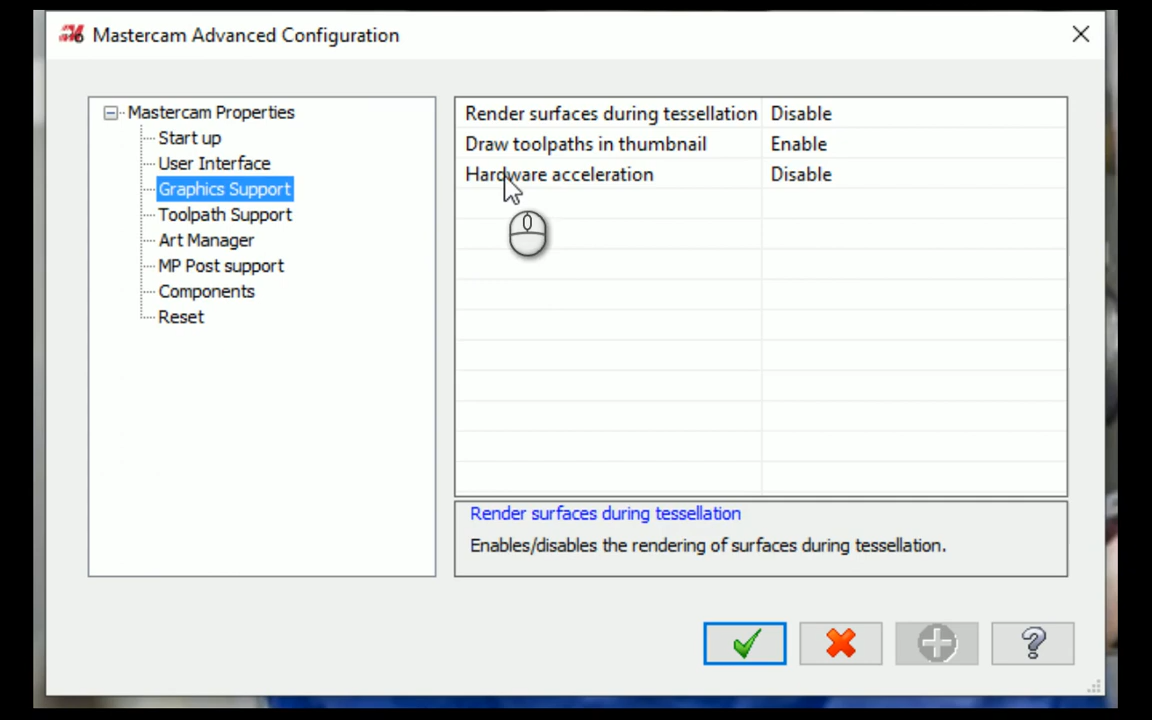 Mastercam Advanced Configuration
Mastercam Properties
Start up
User Interface
Graphics Support
Toolpath Support
Art Manager
MP Post support
Components
Reset
Render surfaces during tessellation Disable
Draw toolpaths in thumbnail Enable
Hardware acceleration Disable
Render surfaces during tessellation
Enables/disables the rendering of surfaces during tessellation.